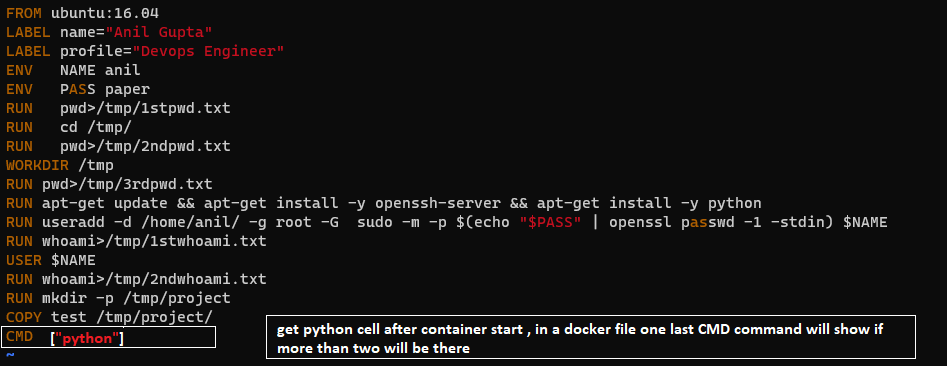 FROM ubuntu:16.04
LABEL name="Anil Gupta"
LABEL profile="Devops Engineer"
ENV   NAME anil
ENV   PASS paper
RUN   pwd>/tmp/1stpwd.txt
RUN   cd /tmp/
RUN   pwd>/tmp/2ndpwd.txt
WORKDIR /tmp
RUN pwd>/tmp/3rdpwd.txt
RUN apt-get update && apt-get install -y openssh-server && apt-get install -y python
RUN useradd -d /home/anil/ -g root -G  sudo -m -p $(echo "$PASS" | openssl passwd -1 -stdin) $NAME
RUN whoami>/tmp/1stwhoami.txt
USER $NAME
RUN whoami>/tmp/2ndwhoami.txt
RUN mkdir -p /tmp/project
COPY test /tmp/project/
CMD  ["python"]
~
get python cell after container start , in a docker file one last CMD command will show if
more than two will be there